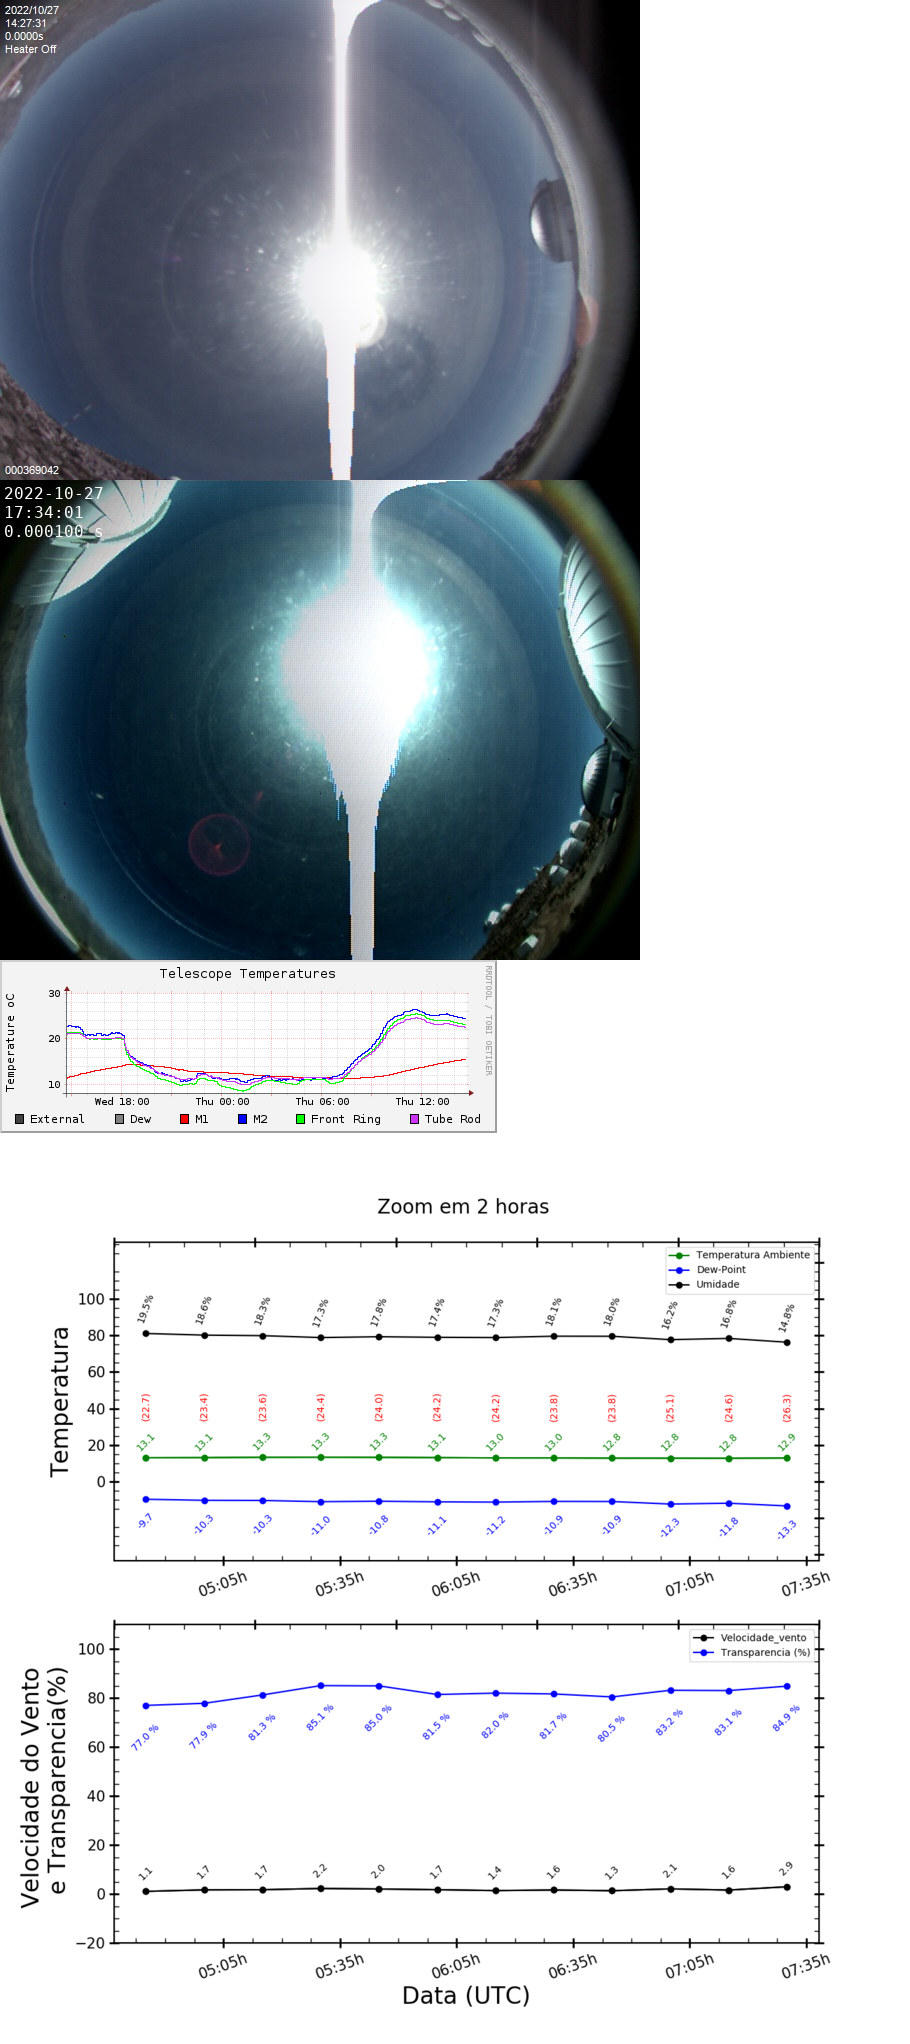 2022/10/27
14:27:31
0.0000s
Heater Off
000369042
2022-10-27
17:34:01
0.000100 s
Telescope Temperatures
RRDTOOL / TOBI OETIKER
Temperature oC
30
20
10
Wed 18:00 Thu 00:00 Thu 06:00 Thu 12:00
External Dew M1 M2 Front Ring Tube Rod
Zoom em 2 horas
Temperatura Ambiente
Dew-Point
Umidade
Temperatura
100
80
60
40
20
0
19.5% 18.6% 18.3% 17.3% 17.8% 17.4% 17.3% 18.1% 18.0% 16.2% 16.8% 14.8%
(22.7) (23.4) (23.6) (24.4) (24.0) (24.2) (24.2) (23.8) (23.8) (25.1) (24.6) (26.3)
13.1 13.1 13.3 13.3 13.3 13.1 13.0 13.0 12.8 12.8 12.8 12.9
-9.7 -10.3 -10.3 -11.0 -10.8 -11.1 -11.2 -10.9 -10.9 -12.3 -11.8 -13.3
05:05h 05:35h 06:05h 06:35h 07:05h 07:35h
Velocidade_vento
Transparencia (%)
Velocidade do Vento
e Transparencia(%)
100
80
60
40
20
0
−20
77.0 % 77.9 % 81.3 % 85.1 % 85.0 % 81.5 % 82.0 % 81.7 % 80.5 % 83.2 % 83.1 % 84.9 %
1.1 1.7 1.7 2.2 2.0 1.7 1.4 1.6 1.3 2.1 1.6 2.9
05:05h 05:35h 06:05h 06:35h 07:05h 07:35h
Data (UTC)